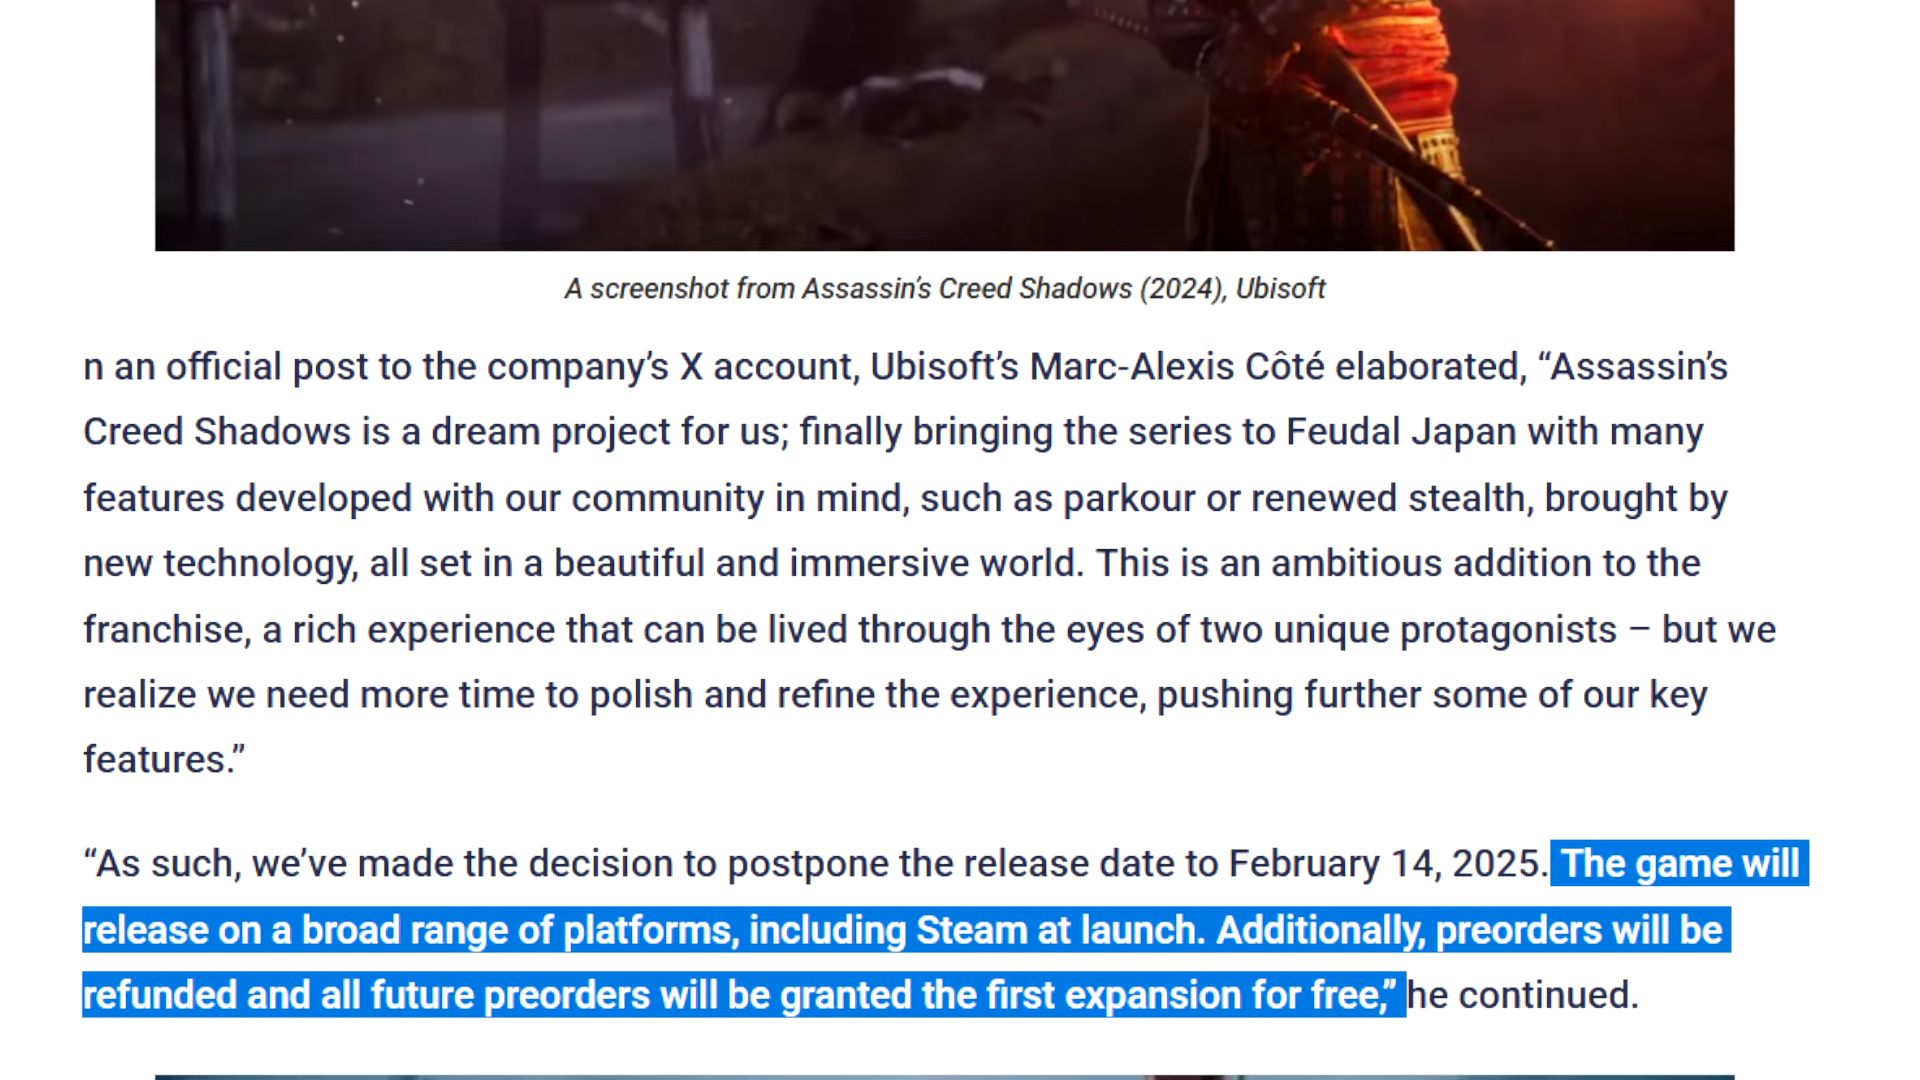 A screenshot from Assassin’s Creed Shadows (2024), Ubisoft
n an official post to the company’s X account, Ubisoft’s Marc-Alexis Côté elaborated, “Assassin’s
Creed Shadows is a dream project for us; finally bringing the series to Feudal Japan with many
features developed with our community in mind, such as parkour or renewed stealth, brought by
new technology, all set in a beautiful and immersive world. This is an ambitious addition to the
franchise, a rich experience that can be lived through the eyes of two unique protagonists – but we
realize we need more time to polish and refine the experience, pushing further some of our key
features.”
“As such, we’ve made the decision to postpone the release date to February 14, 2025. The game will
release on a broad range of platforms, including Steam at launch. Additionally, preorders will be
refunded and all future preorders will be granted the first expansion for free,” he continued.